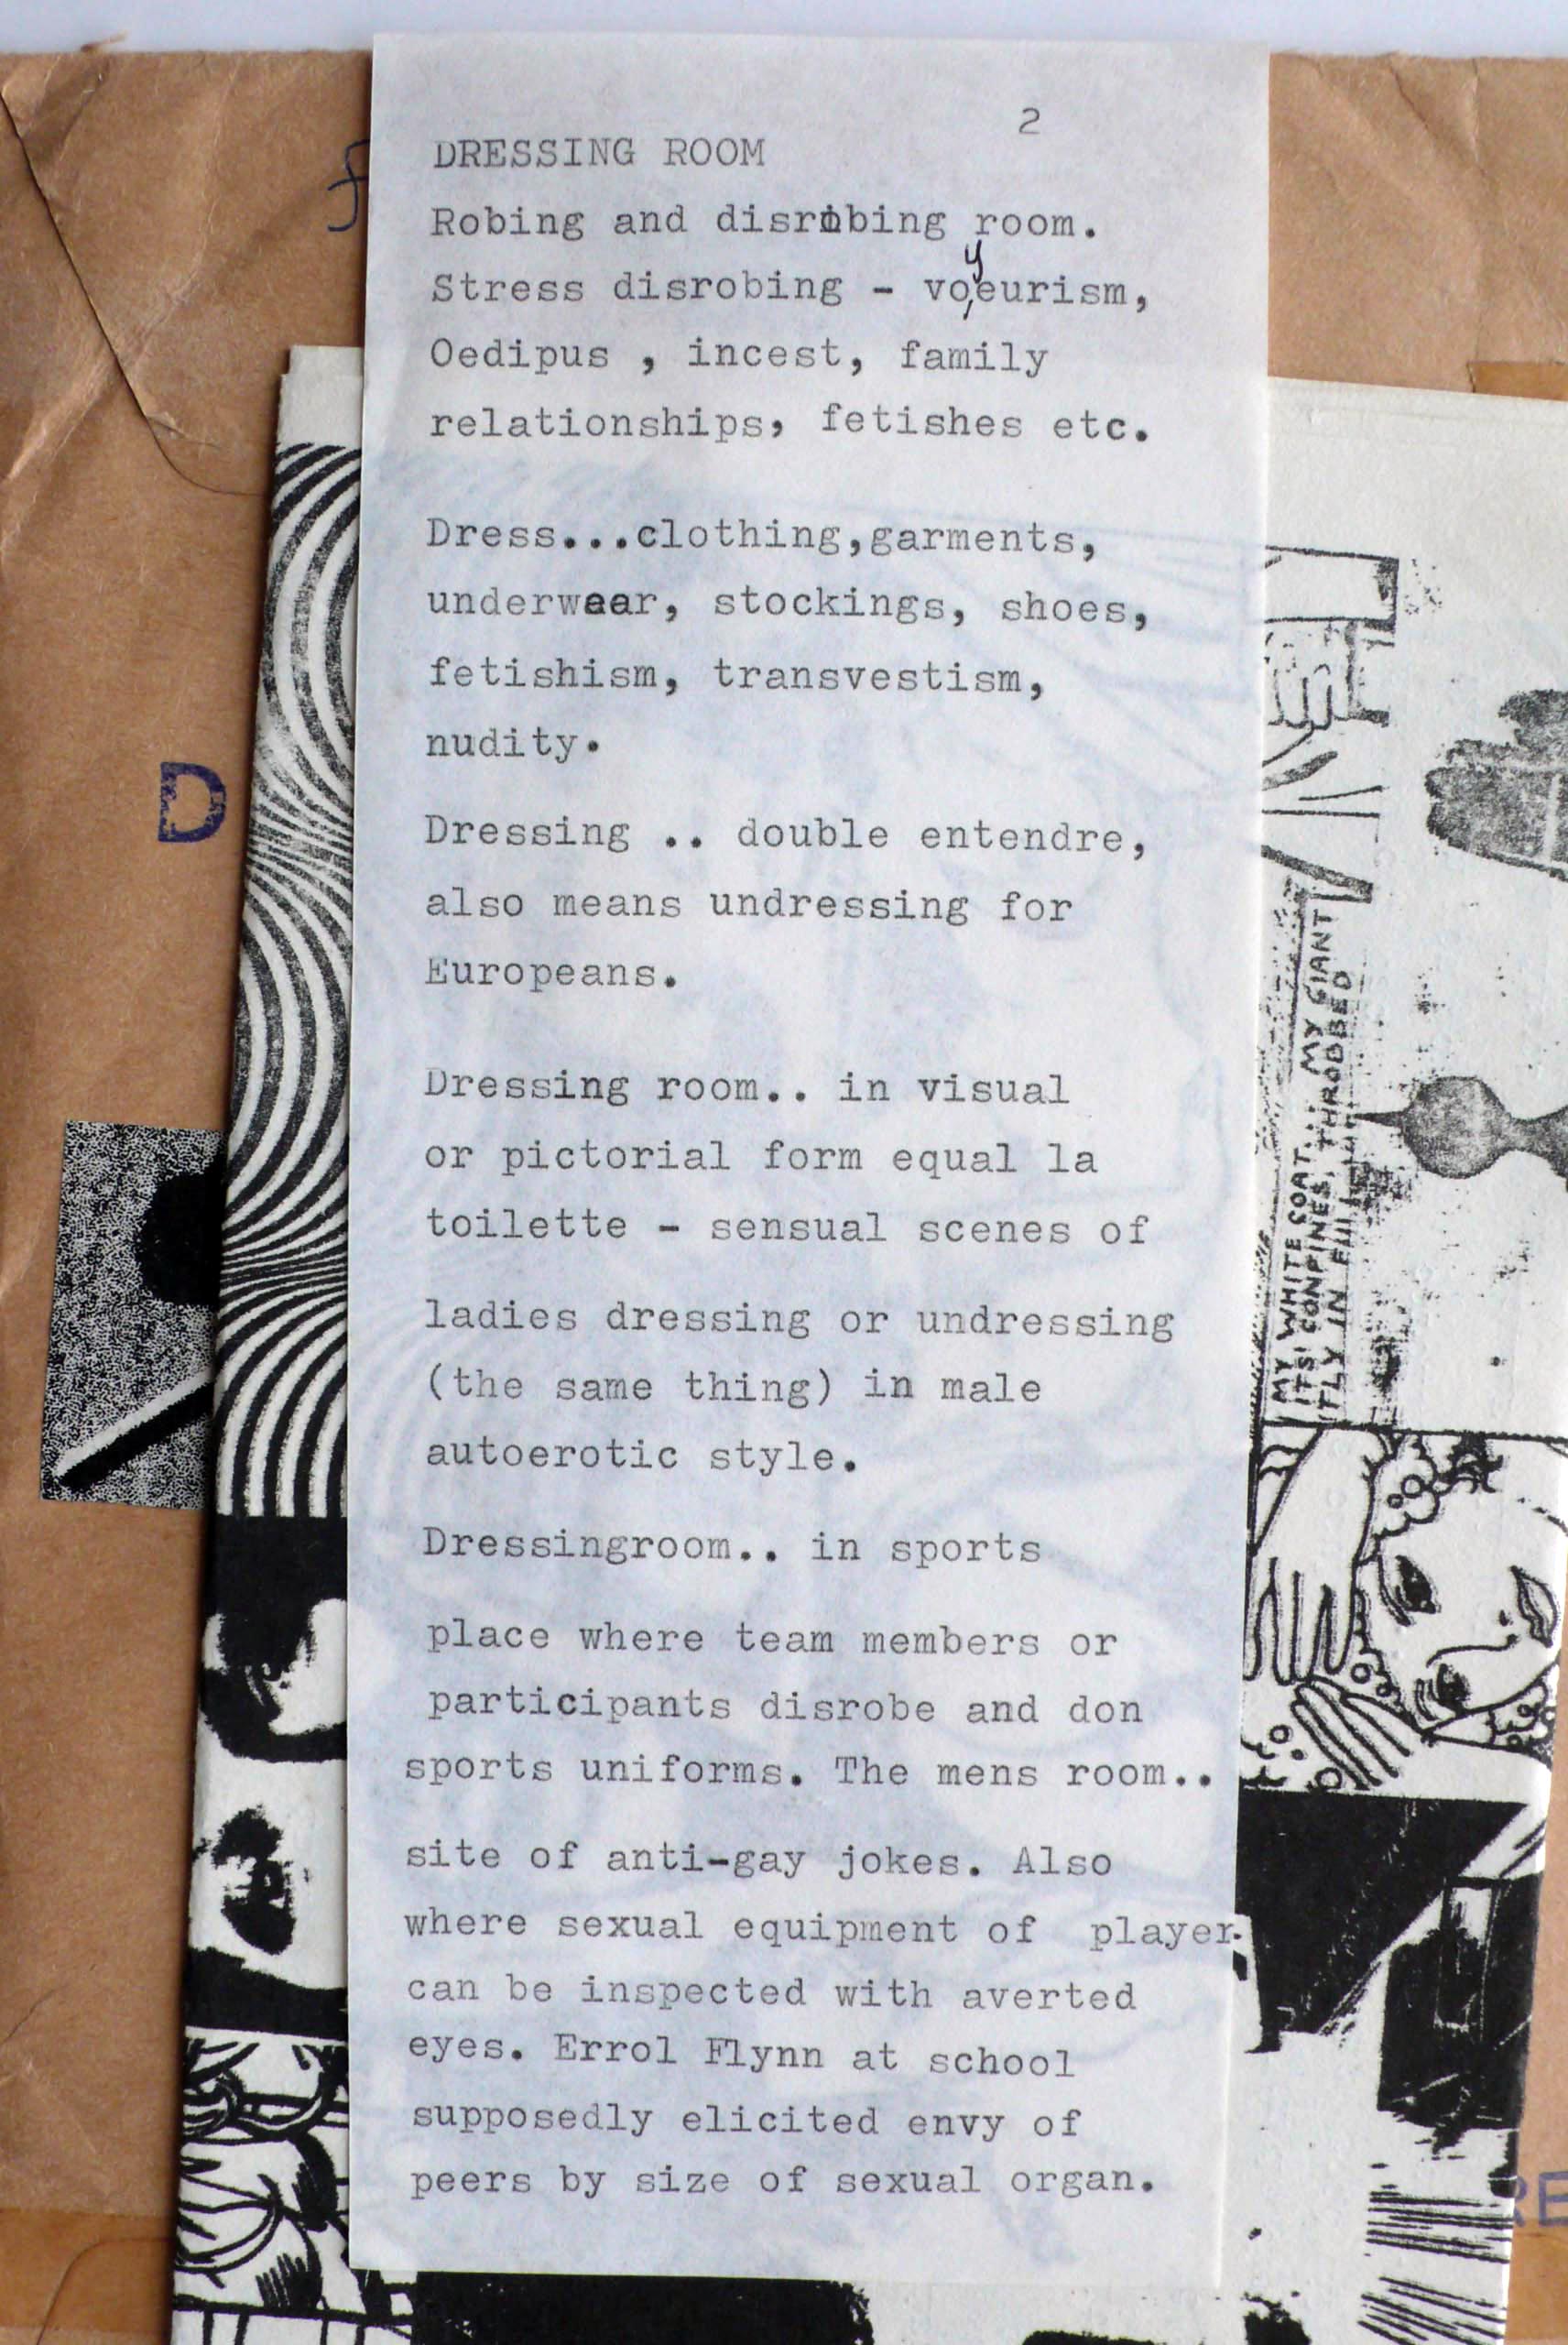 2
DRESSING ROOM
Robing and disrobing room.
Stress disrobing - voyeurism,
Oedipus , incest, family
relationships, fetishes etc.
Dress...clothing,garments,
underwear, stockings, shoes,
fetishism, transvestism,
nudity.
Dressing .. double entendre,
also means undressing for
Europeans.
Dressing room.. in visual
or pictorial form equal la
toilette - sensual scenes of
ladies dressing or undressing
(the same thing) in male
autoerotic style.
Dressingroom.. in sports
place where team members or
participants disrobe and don
sports uniforms. The mens room..
site of anti-gay jokes. Also
where sexual equipment of player
can be inspected with averted
eyes. Errol Flynn at school
supposedly elicited envy of
peers by size of sexual organ.
D
MY WHITE COAT... MY GIANT
ITS CONFINES, THROBBED
FLY IN
RE